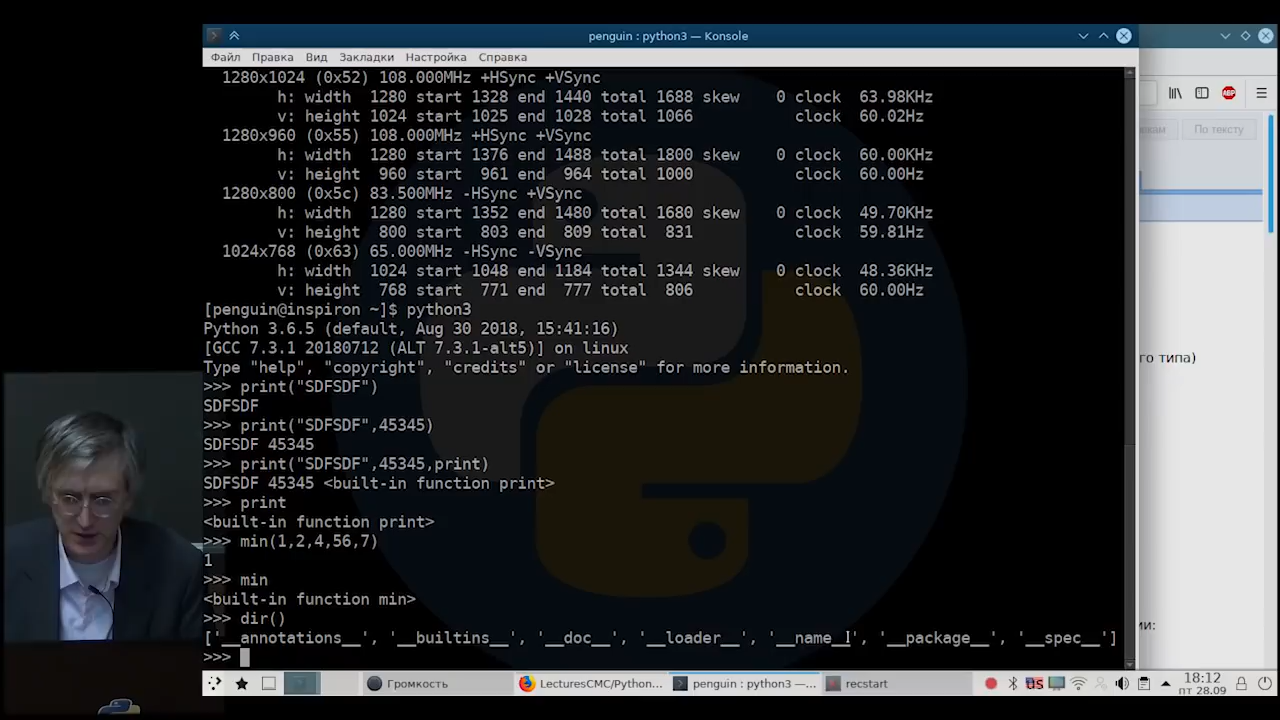 penguin : python3 — Konsole
Файл Правка Вид Закладки Настройка Справка
1280x1024 (0x52) 108.000MHz +HSync +VSync
h: width 1280 start 1328 end 1440 total 1688 skew 0 clock 63.98KHz
v: height 1024 start 1025 end 1028 total 1066 clock 60.02Hz
1280x960 (0x55) 108.000MHz +HSync +VSync
h: width 1280 start 1376 end 1488 total 1800 skew 0 clock 60.00KHz
v: height 960 start 961 end 964 total 1000 clock 60.00Hz
1280x800 (0x5c) 83.500MHz -HSync +VSync
h: width 1280 start 1352 end 1480 total 1680 skew 0 clock 49.70KHz
v: height 800 start 803 end 809 total 831 clock 59.81Hz
1024x768 (0x63) 65.000MHz -HSync -VSync
h: width 1024 start 1048 end 1184 total 1344 skew 0 clock 48.36KHz
v: height 768 start 771 end 777 total 806 clock 60.00Hz
[penguin@inspiron ~]$ python3
Python 3.6.5 (default, Aug 30 2018, 15:41:16)
[GCC 7.3.1 20180712 (ALT 7.3.1-alt5)] on linux
Type "help", "copyright", "credits" or "license" for more information.
>>> print("SDFSDF")
SDFSDF
>>> print("SDFSDF",45345)
SDFSDF 45345
>>> print("SDFSDF",45345,print)
SDFSDF 45345 <built-in function print>
>>> print
<built-in function print>
>>> min(1,2,4,56,7)
1
>>> min
<built-in function min>
>>> dir()
['__annotations__', '__builtins__', '__doc__', '__loader__', '__name__', '__package__', '__spec__']
>>>
ABP
По тексту
го типа)
ми:
Громкость
LecturesCMC/Python...
penguin : python3 —...
recstart
us
18:12
пт 28.09